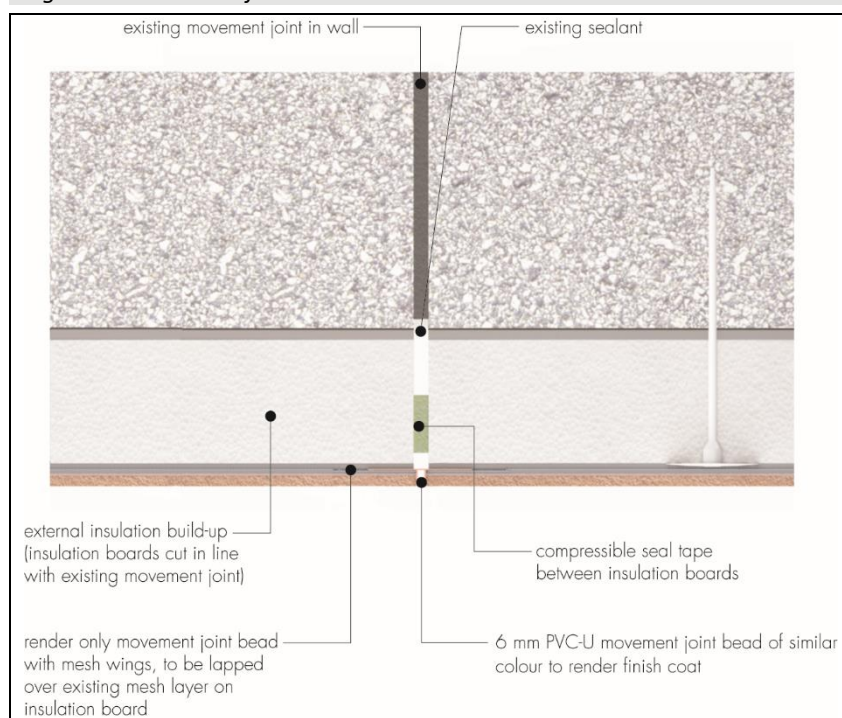 existing movement joint in wall
existing sealant
external insulation build-up
(insulation boards cut in line
with existing movement joint)
compressible seal tape
between insulation boards
render only movement joint bead
with mesh wings, to be lapped
over existing mesh layer on
insulation board
6 mm PVC-U movement joint bead of similar
colour to render finish coat